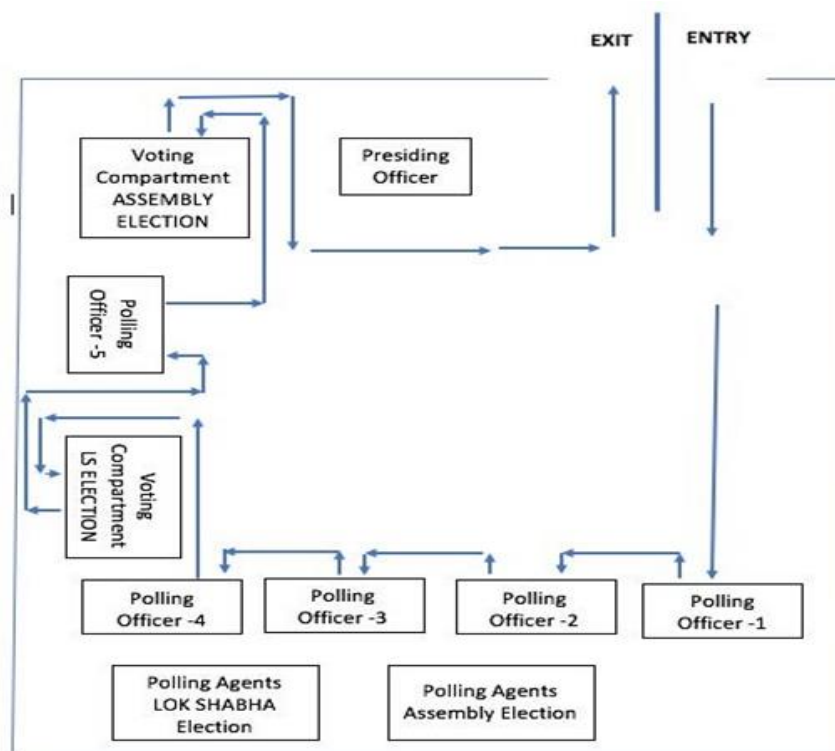 EXIT
ENTRY
Voting
Compartment
ASSEMBLY
ELECTION
Presiding
Officer
Polling
Officer -5
Voting
Compartment
LS ELECTION
Polling
Officer -4
Polling
Officer -3
Polling
Officer -2
Polling
Officer -1
Polling Agents
LOK SHABHA
Election
Polling Agents
Assembly Election